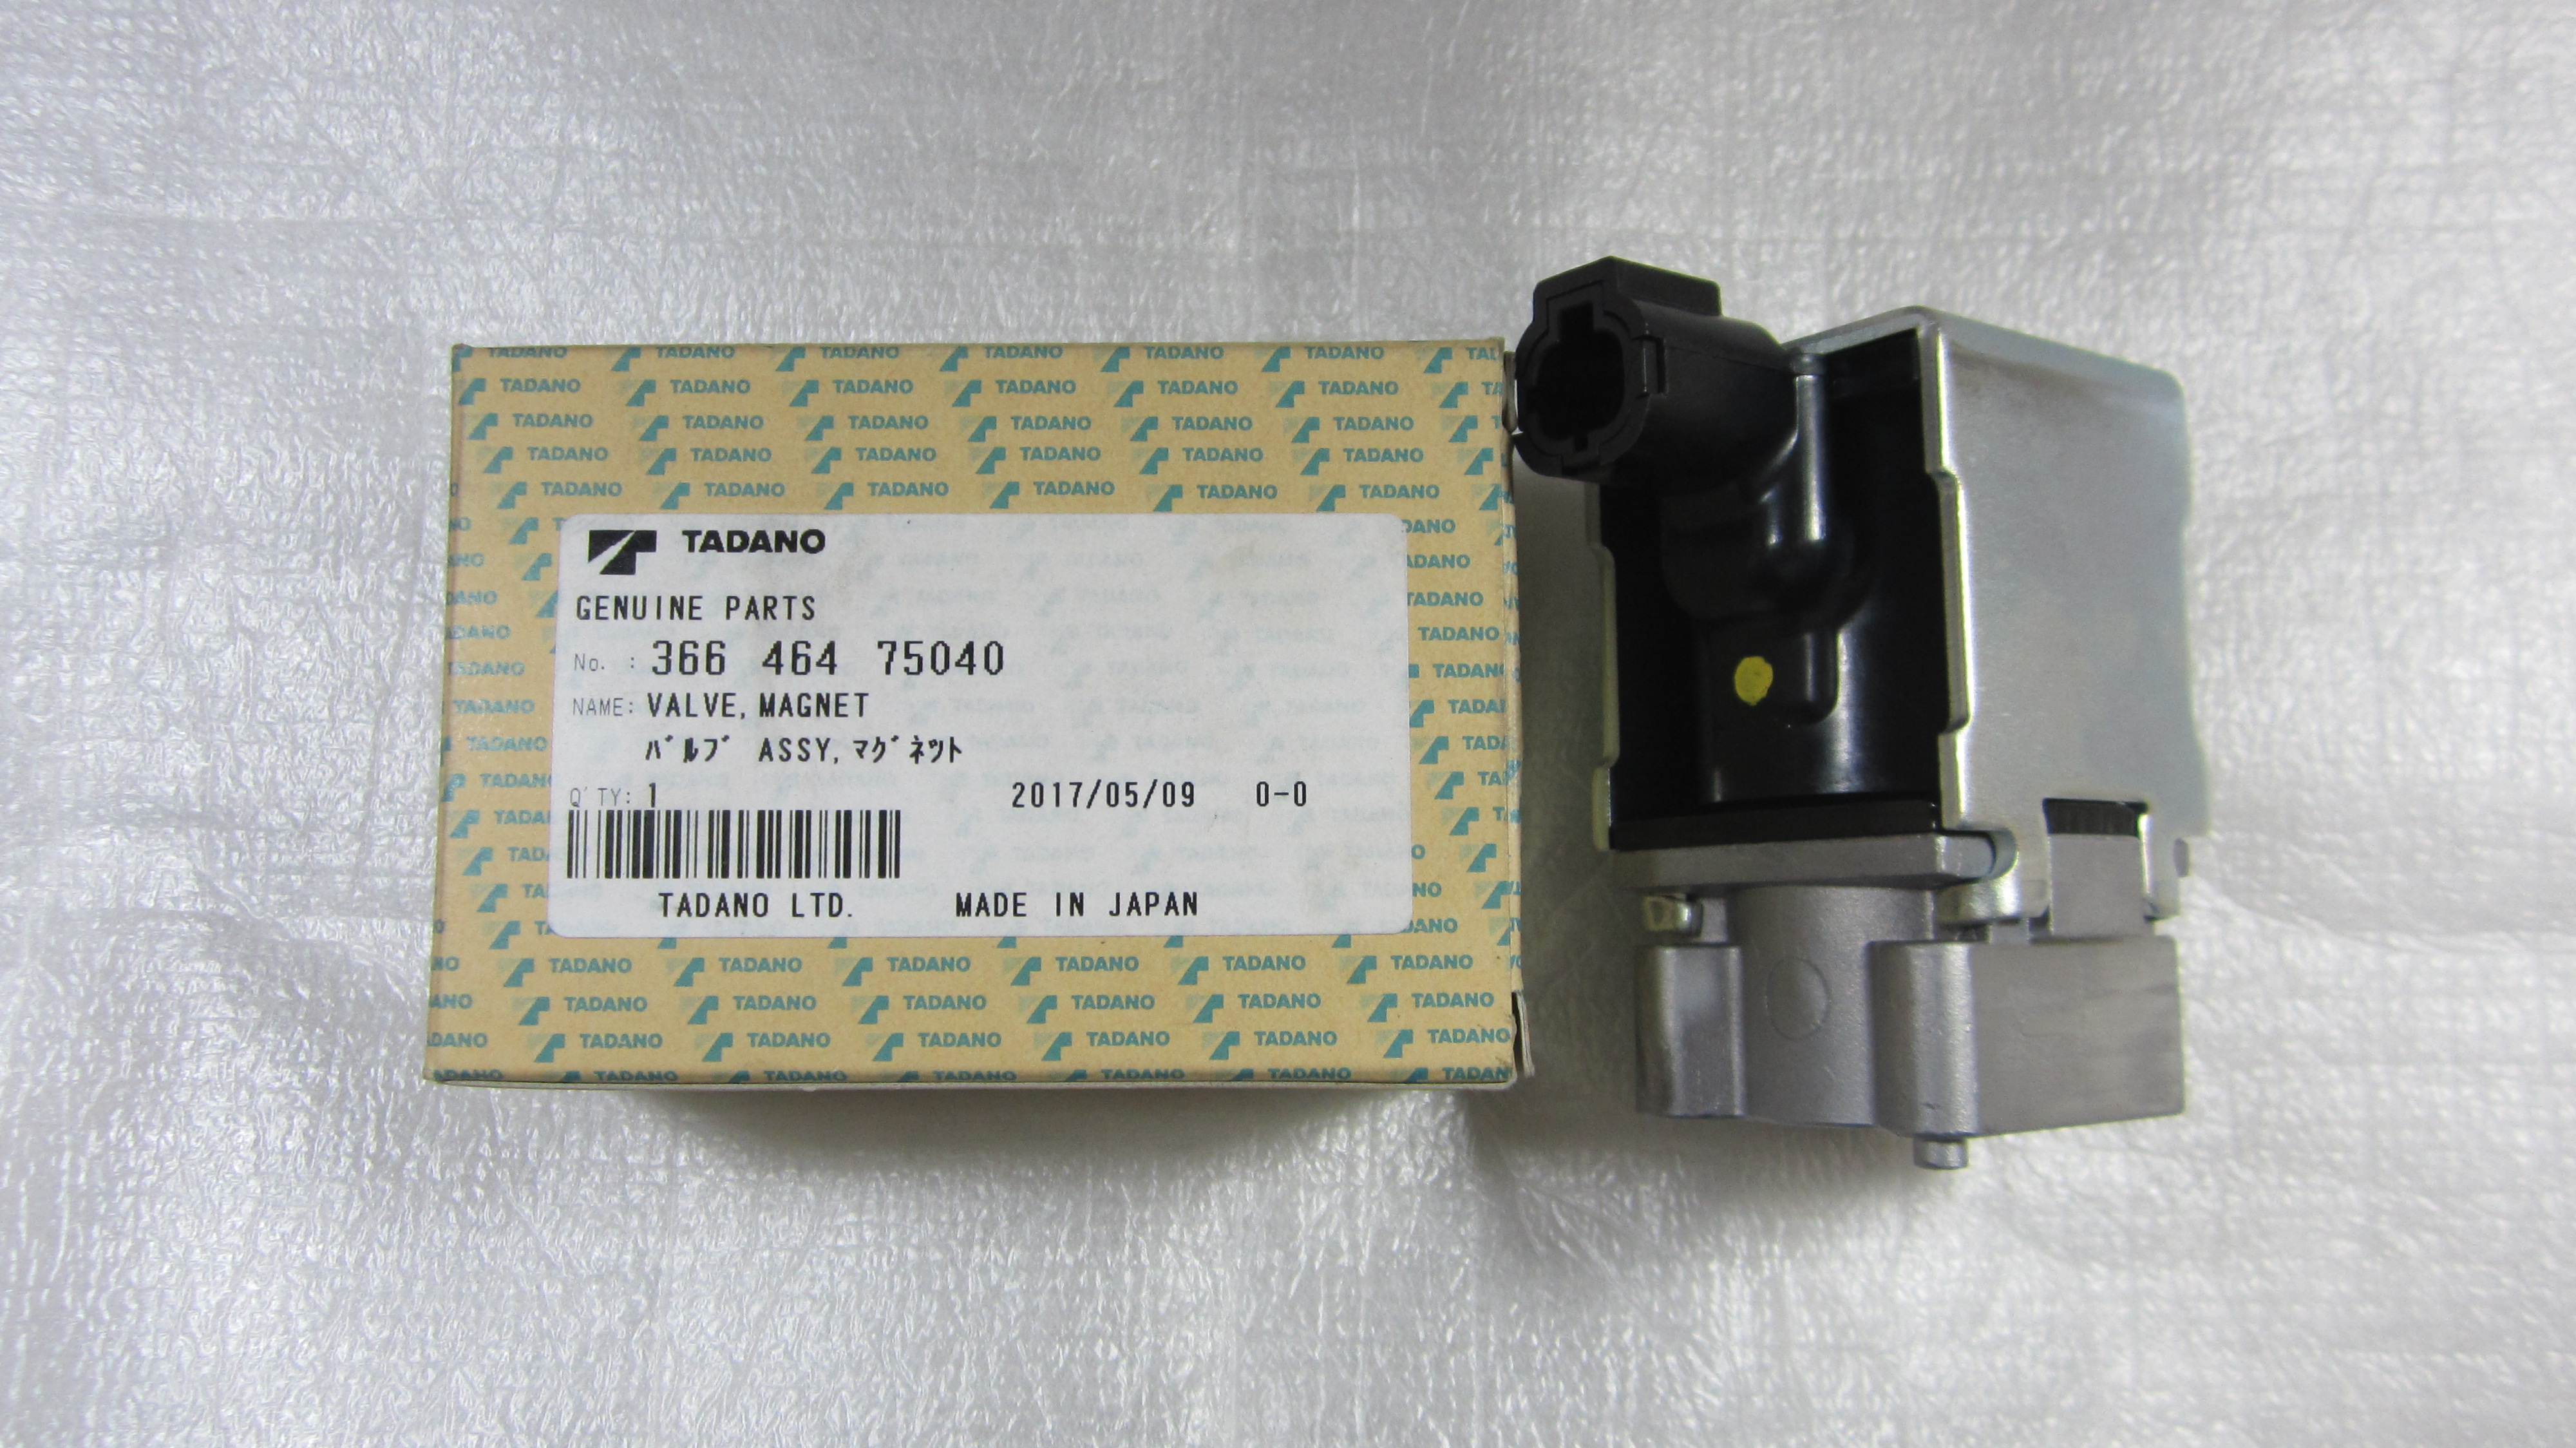 TADANO
GENUINE PARTS
No. : 366 464 75040
NAME: VALVE, MAGNET
ﾊﾞﾙﾌﾞ ASSY, ﾏｸﾞﾈｯﾄ
Q'TY: 1 2017/05/09 0-0
TADANO LTD. MADE IN JAPAN